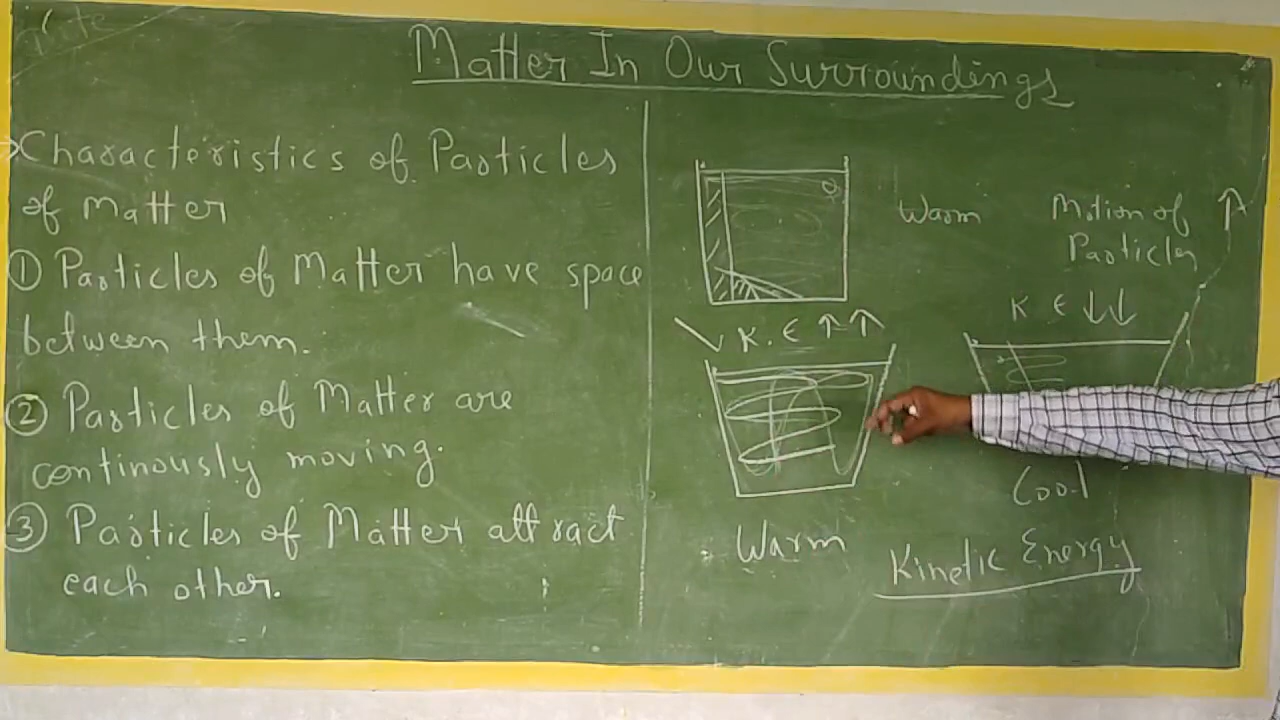 Matter In Our Surroundings
Characteristics of Particles
of Matter
① Particles of Matter have space
between them.
② Particles of Matter are
continously moving.
③ Particles of Matter attract
each other.
Warm
Motion of ↑
Particles
K. E ↑↑
K E ↓↓
Warm
Cool
Kinetic Energy